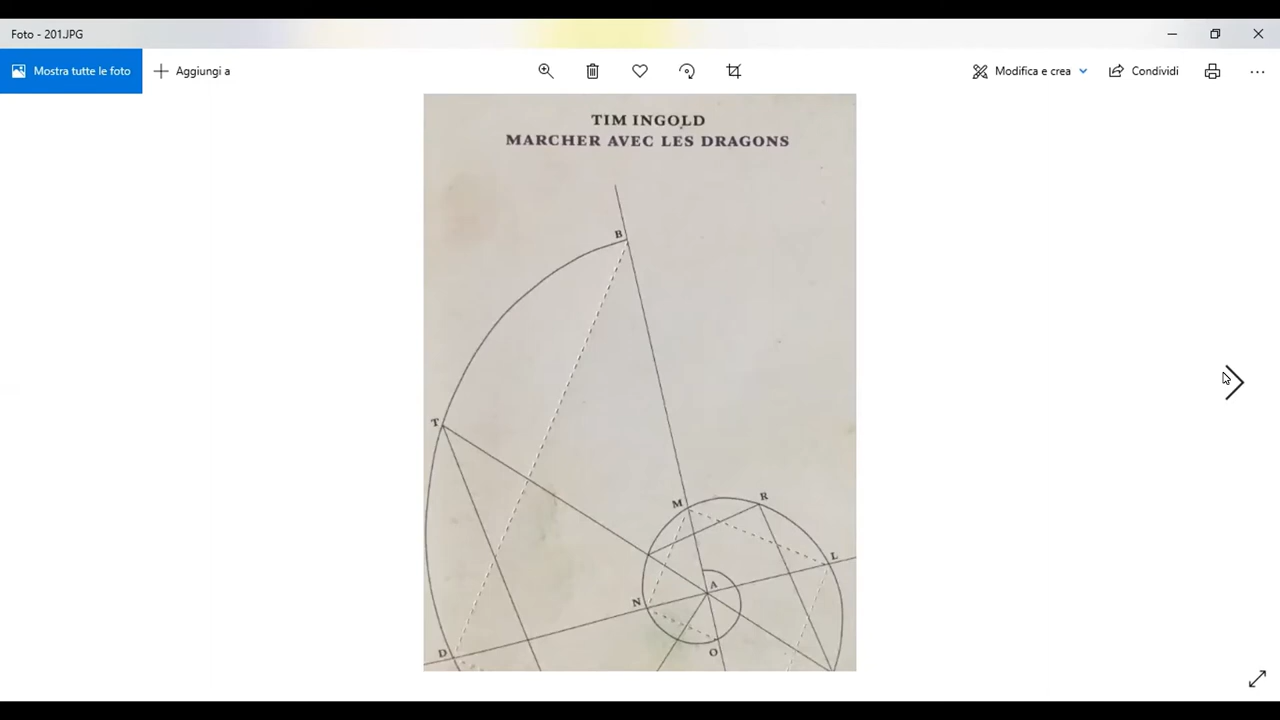 Foto - 201.JPG
Mostra tutte le foto
Aggiungi a
Modifica e crea
Condividi
TIM INGOLD
MARCHER AVEC LES DRAGONS
B
T
M
R
L
A
N
O
D